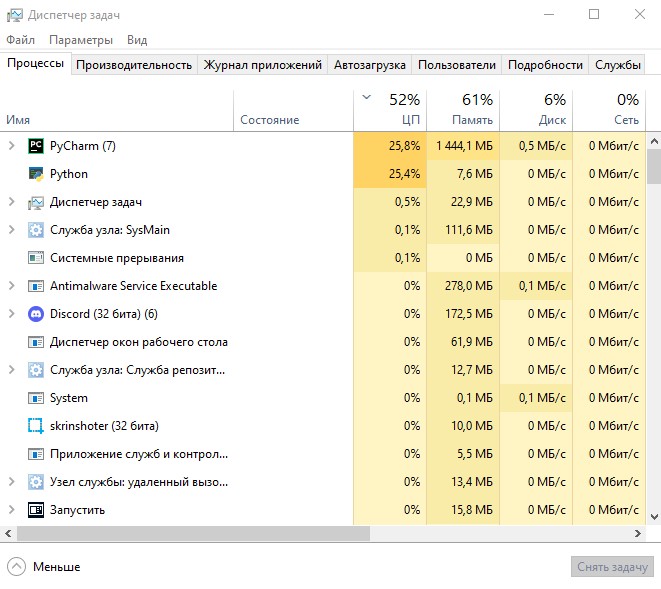 Диспетчер задач
Файл Параметры Вид
Процессы Производительность Журнал приложений Автозагрузка Пользователи Подробности Службы
52% 61% 6% 0%
Имя Состояние ЦП Память Диск Сеть
PyCharm (7) 25,8% 1 444,1 МБ 0,5 МБ/с 0 Мбит/с
Python 25,4% 7,6 МБ 0 МБ/с 0 Мбит/с
Диспетчер задач 0,5% 22,9 МБ 0 МБ/с 0 Мбит/с
Служба узла: SysMain 0,1% 111,6 МБ 0 МБ/с 0 Мбит/с
Системные прерывания 0,1% 0 МБ 0 МБ/с 0 Мбит/с
Antimalware Service Executable 0% 278,0 МБ 0,1 МБ/с 0 Мбит/с
Discord (32 бита) (6) 0% 172,5 МБ 0 МБ/с 0 Мбит/с
Диспетчер окон рабочего стола 0% 61,9 МБ 0 МБ/с 0 Мбит/с
Служба узла: Служба репозит... 0% 12,7 МБ 0 МБ/с 0 Мбит/с
System 0% 0,1 МБ 0,1 МБ/с 0 Мбит/с
skrinshoter (32 бита) 0% 10,0 МБ 0 МБ/с 0 Мбит/с
Приложение служб и контрол... 0% 5,5 МБ 0 МБ/с 0 Мбит/с
Узел службы: удаленный вызо... 0% 13,4 МБ 0 МБ/с 0 Мбит/с
Запустить 0% 15,8 МБ 0 МБ/с 0 Мбит/с
Меньше Снять задачу